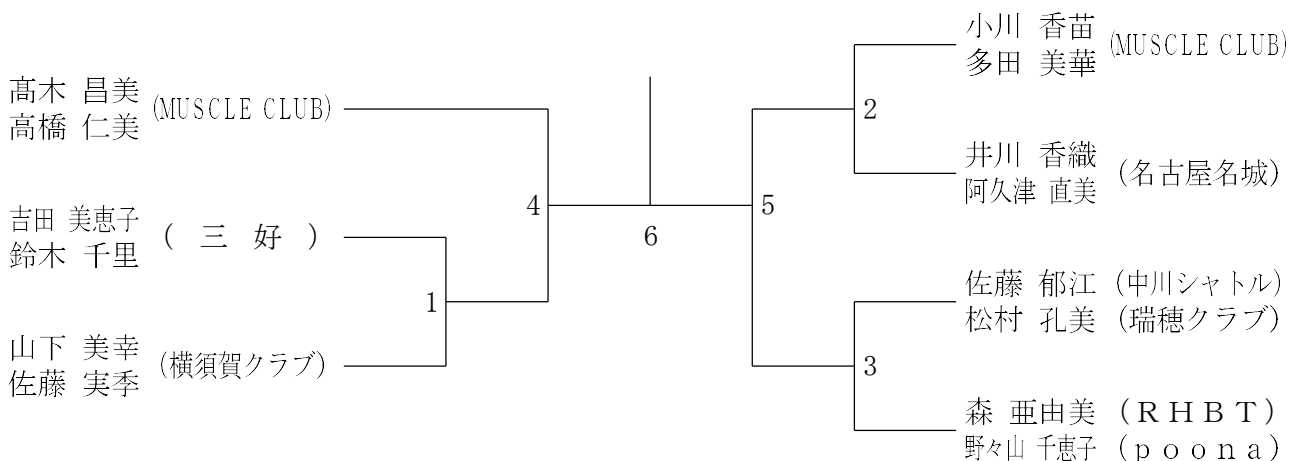 髙木 昌美
高橋 仁美
(MUSCLE CLUB)
吉田 美恵子
鈴木 千里
( 三 好 )
山下 美幸
佐藤 実季
(横須賀クラブ)
1
4
6
5
2
3
小川 香苗
多田 美華
(MUSCLE CLUB)
井川 香織
阿久津 直美
(名古屋名城)
佐藤 郁江 (中川シャトル)
松村 孔美 (瑞穂クラブ)
森 亜由美 (RHBT)
野々山 千恵子 (poona)